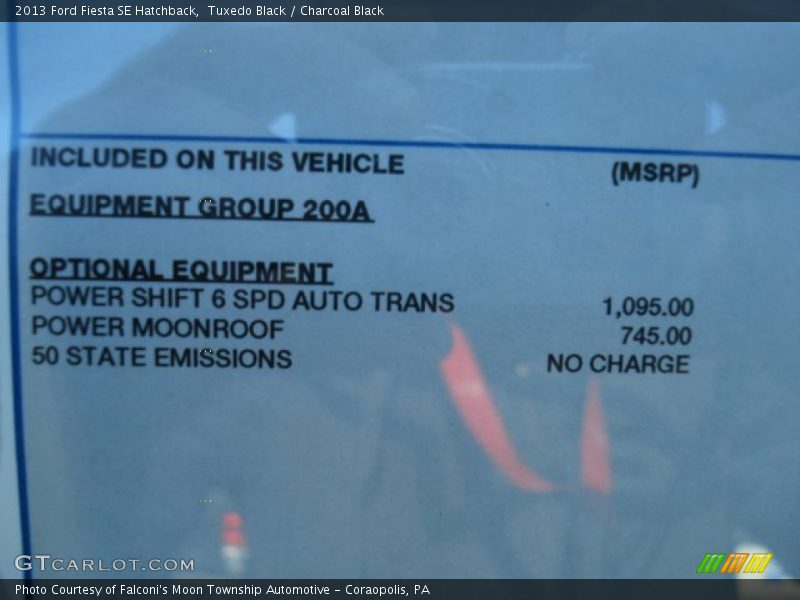 2013 Ford Fiesta SE Hatchback,  Tuxedo Black / Charcoal Black
INCLUDED ON THIS VEHICLE (MSRP)
EQUIPMENT GROUP 200A
OPTIONAL EQUIPMENT
POWER SHIFT 6 SPD AUTO TRANS 1,095.00
POWER MOONROOF 745.00
50 STATE EMISSIONS NO CHARGE
GTCARLOT.COM
Photo Courtesy of Falconi's Moon Township Automotive - Coraopolis, PA